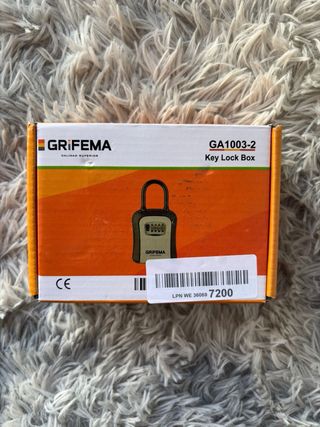 GRiFEMA
CALIDAD SUPERIOR
GA1003-2
Key Lock Box
GRIFEMA
CE
LPN WE 36069 7200